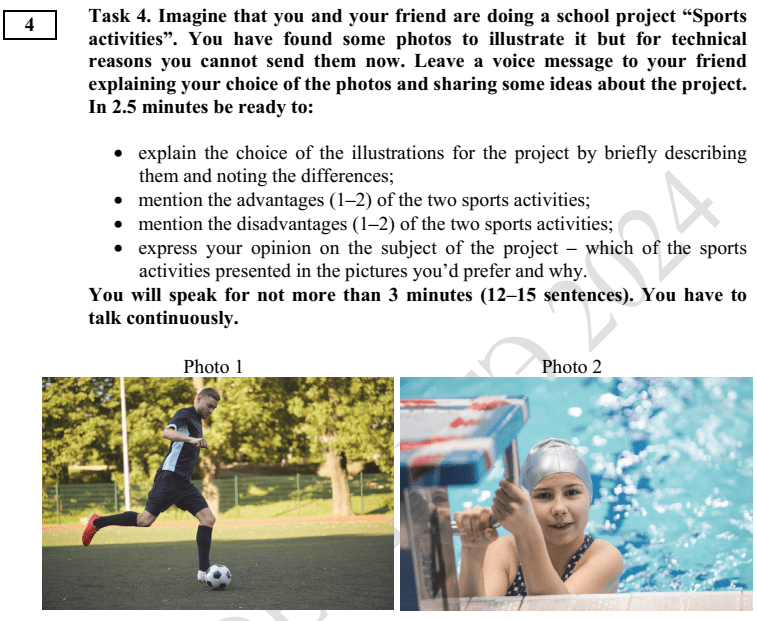 4
Task 4. Imagine that you and your friend are doing a school project “Sports
activities”. You have found some photos to illustrate it but for technical
reasons you cannot send them now. Leave a voice message to your friend
explaining your choice of the photos and sharing some ideas about the project.
In 2.5 minutes be ready to:
• explain the choice of the illustrations for the project by briefly describing
them and noting the differences;
• mention the advantages (1–2) of the two sports activities;
• mention the disadvantages (1–2) of the two sports activities;
• express your opinion on the subject of the project – which of the sports
activities presented in the pictures you’d prefer and why.
You will speak for not more than 3 minutes (12–15 sentences). You have to
talk continuously.
Photo 1
Photo 2
2024